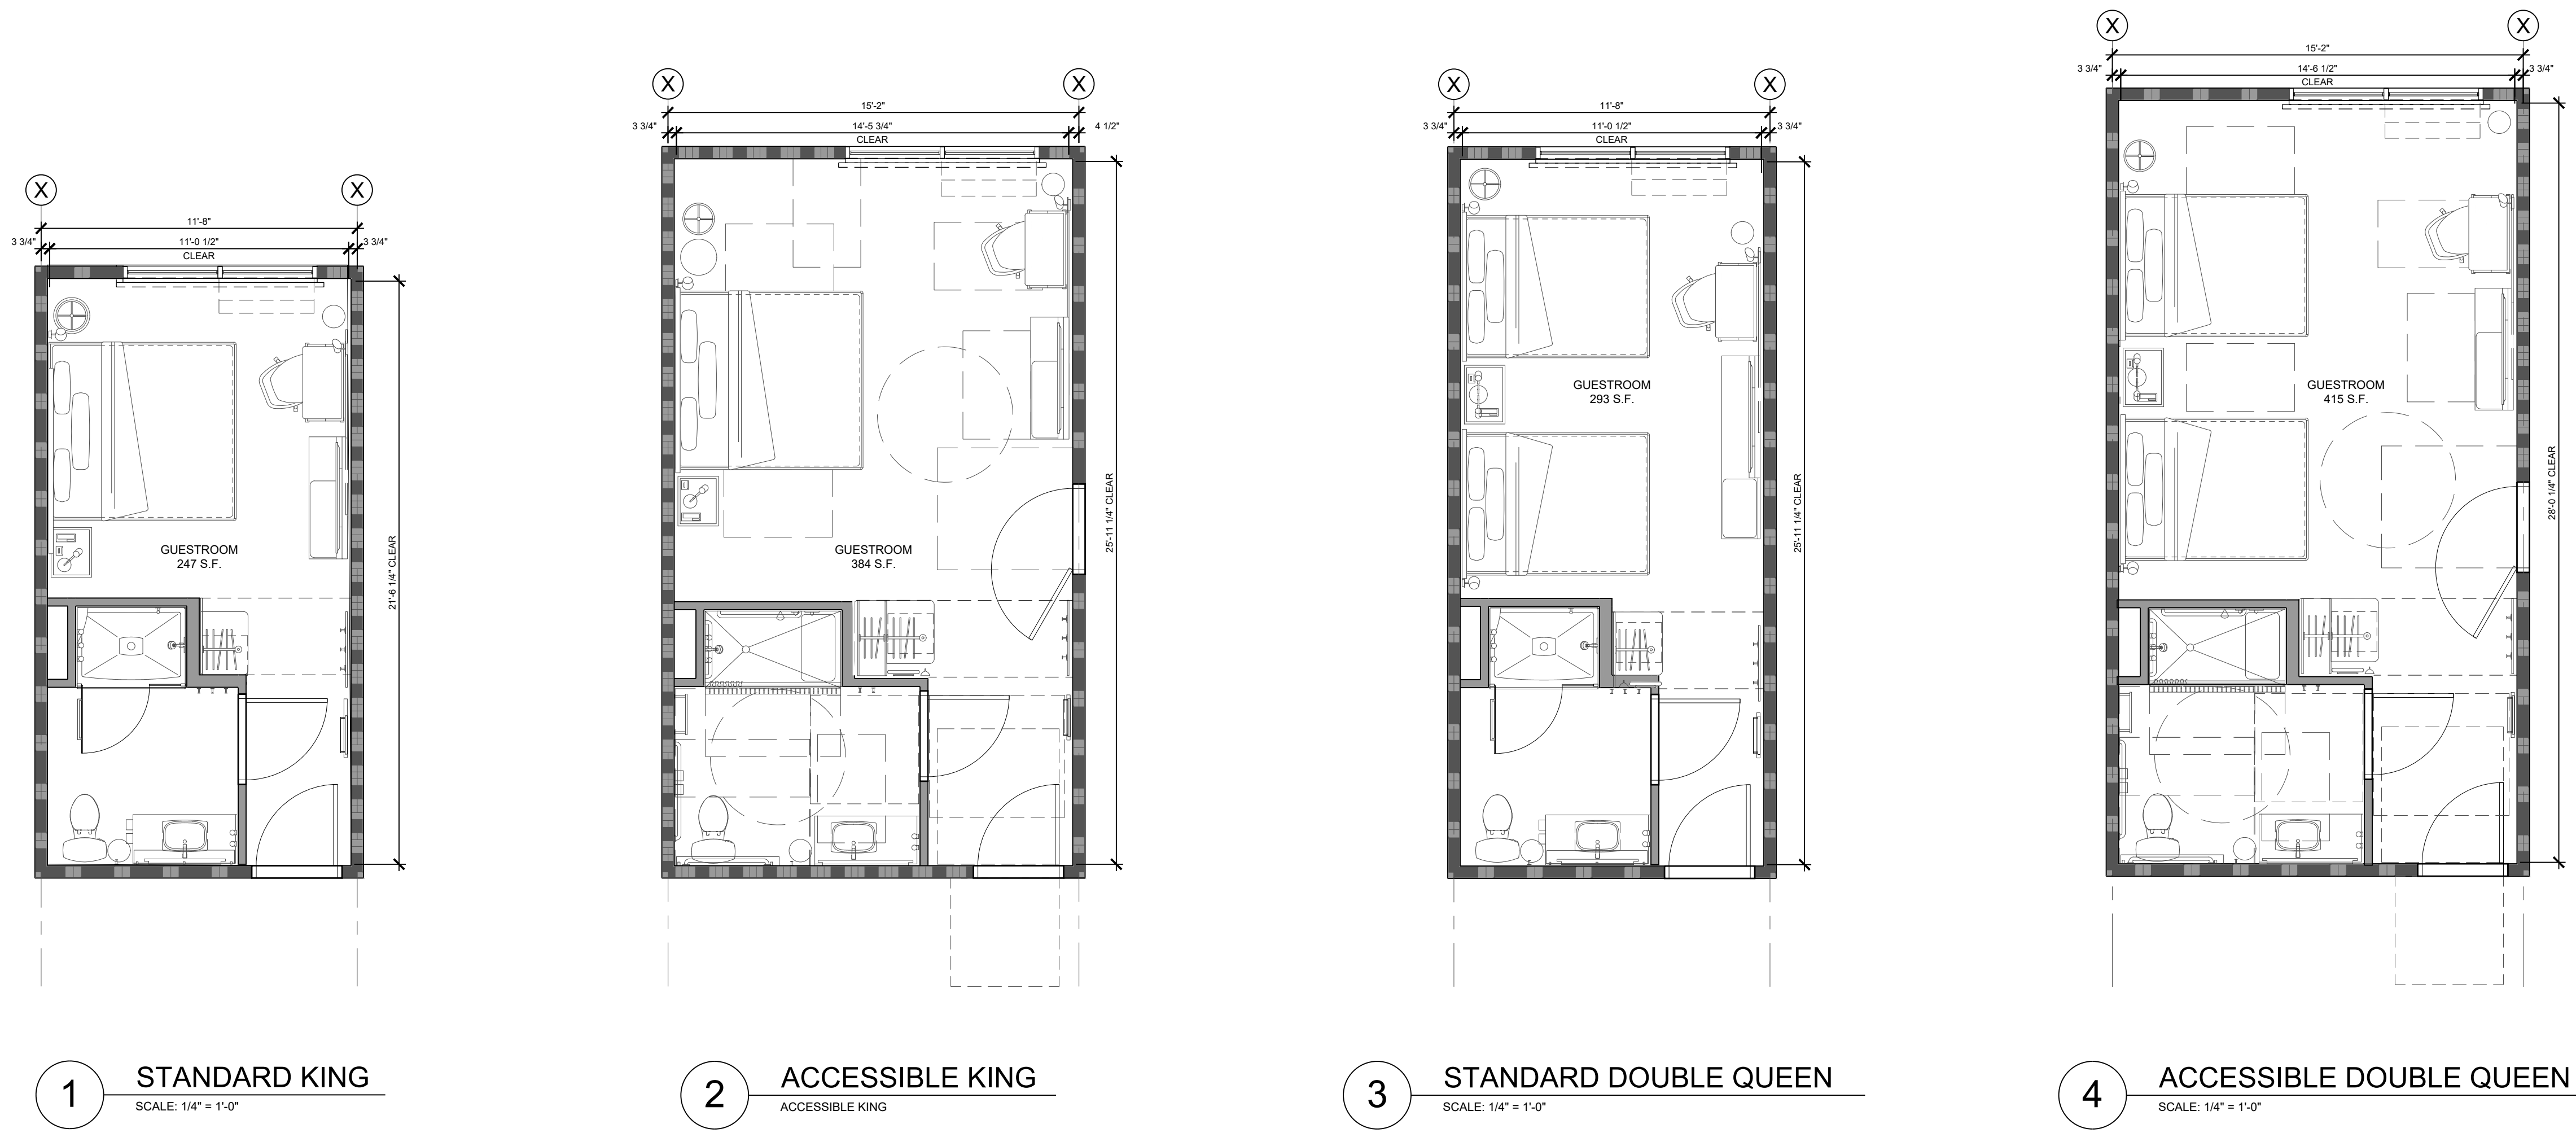 X X
11'-8"
3 3/4" 11'-0 1/2" 3 3/4"
CLEAR
GUESTROOM
247 S.F.
21'-6 1/4" CLEAR
1 STANDARD KING
SCALE: 1/4" = 1'-0"
X X
15'-2"
3 3/4" 14'-5 3/4" 4 1/2"
CLEAR
GUESTROOM
384 S.F.
25'-11 1/4" CLEAR
2 ACCESSIBLE KING
ACCESSIBLE KING
X X
11'-8"
3 3/4" 11'-0 1/2" 3 3/4"
CLEAR
GUESTROOM
293 S.F.
25'-11 1/4" CLEAR
3 STANDARD DOUBLE QUEEN
SCALE: 1/4" = 1'-0"
X X
15'-2"
3 3/4" 14'-6 1/2" 3 3/4"
CLEAR
GUESTROOM
415 S.F.
28'-0 1/4" CLEAR
4 ACCESSIBLE DOUBLE QUEEN
SCALE: 1/4" = 1'-0"